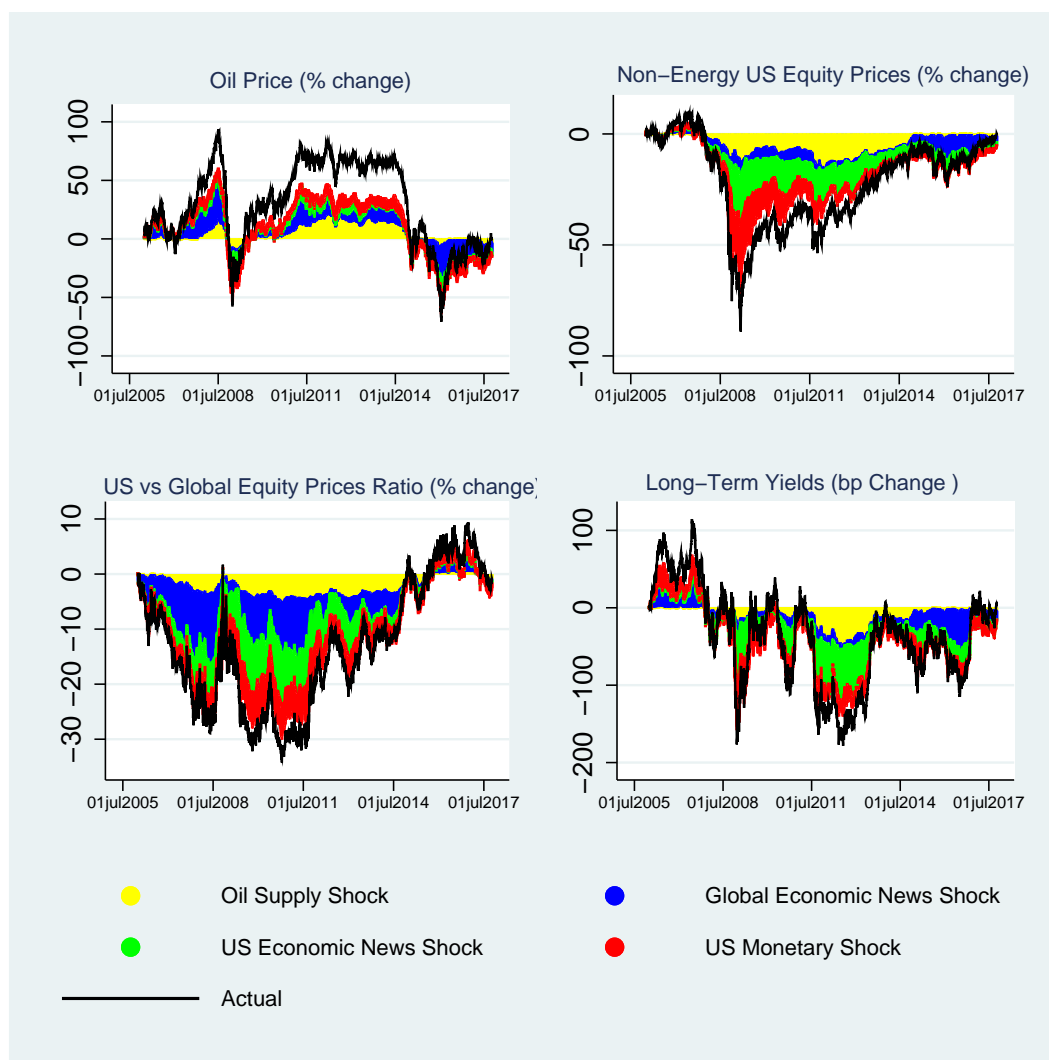 Oil Price (% change)
100
50
0
−50
−100
01jul2005 01jul2008 01jul2011 01jul2014 01jul2017
Non−Energy US Equity Prices (% change)
0
−50
−100
01jul2005 01jul2008 01jul2011 01jul2014 01jul2017
US vs Global Equity Prices Ratio (% change)
10
0
−10
−20
−30
01jul2005 01jul2008 01jul2011 01jul2014 01jul2017
Long−Term Yields (bp Change )
100
0
−100
−200
01jul2005 01jul2008 01jul2011 01jul2014 01jul2017
Oil Supply Shock
Global Economic News Shock
US Economic News Shock
US Monetary Shock
Actual